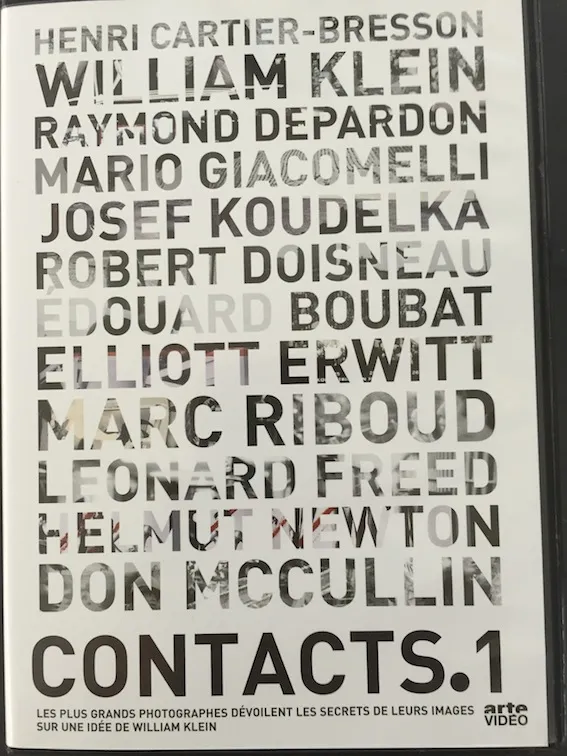 HENRI CARTIER-BRESSON
WILLIAM KLEIN
RAYMOND DEPARDON
MARIO GIACOMELLI
JOSEF KOUDELKA
ROBERT DOISNEAU
ÉDOUARD BOUBAT
ELLIOTT ERWITT
MARC RIBOUD
LEONARD FREED
HELMUT NEWTON
DON MCCULLIN
CONTACTS.1
LES PLUS GRANDS PHOTOGRAPHES DÉVOILENT LES SECRETS DE LEURS IMAGES
SUR UNE IDÉE DE WILLIAM KLEIN
arte
VIDÉO